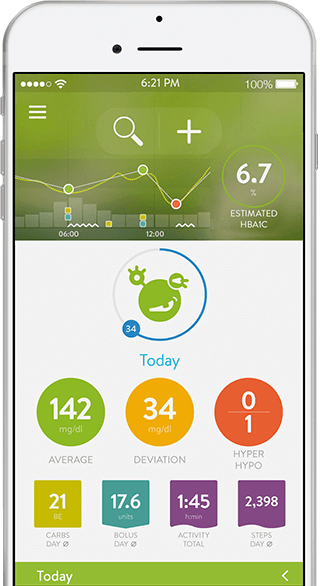 6:21 PM
100%
6.7
%
ESTIMATED
HBA1C
06:00
12:00
34
Today
142
mg/dl
AVERAGE
34
mg/dl
DEVIATION
0
1
HYPER
HYPO
21
BE
CARBS
DAY Ø
17.6
units
BOLUS
DAY Ø
1:45
h:min
ACTIVITY
TOTAL
2,398
STEPS
DAY Ø
Today